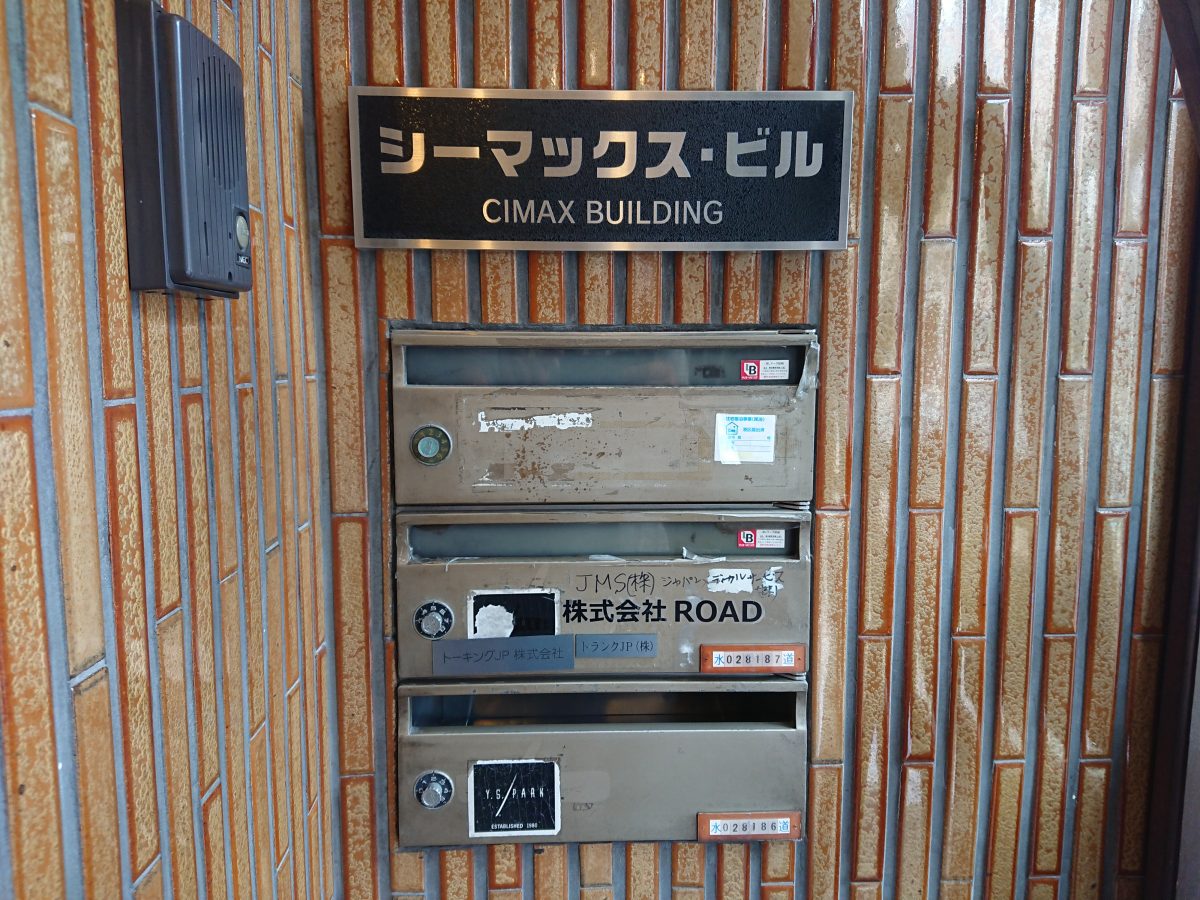 シーマックス・ビル
CIMAX BUILDING
NEC
B
B
JMS(株)
株式会社 ROAD
トーキングJP 株式会社
トランクJP(株)
水028187道
Y.S./PARK
ESTABLISHED 1980
水028186道